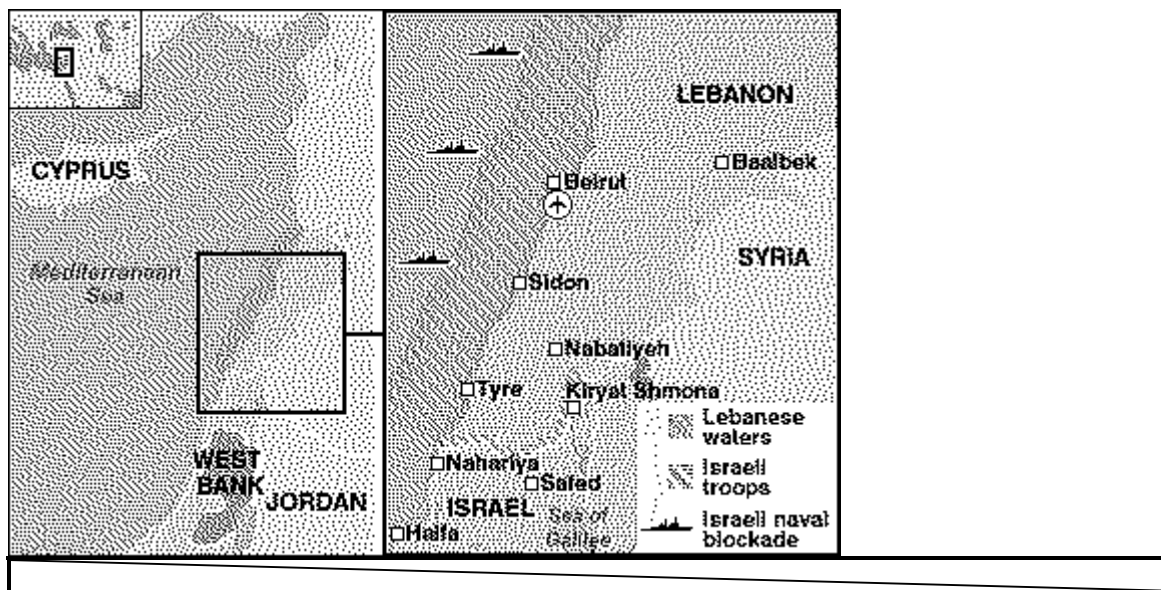 CYPRUS
Mediterranean
Sea
WEST
BANK
JORDAN
LEBANON
Baalbek
Beirut
SYRIA
Sidon
Nabatiyeh
Tyre
Kiryat Shmona
Nahariya
Safed
ISRAEL
Sea of
Galilee
Haifa
Lebanese
waters
Israeli
troops
Israeli naval
blockade